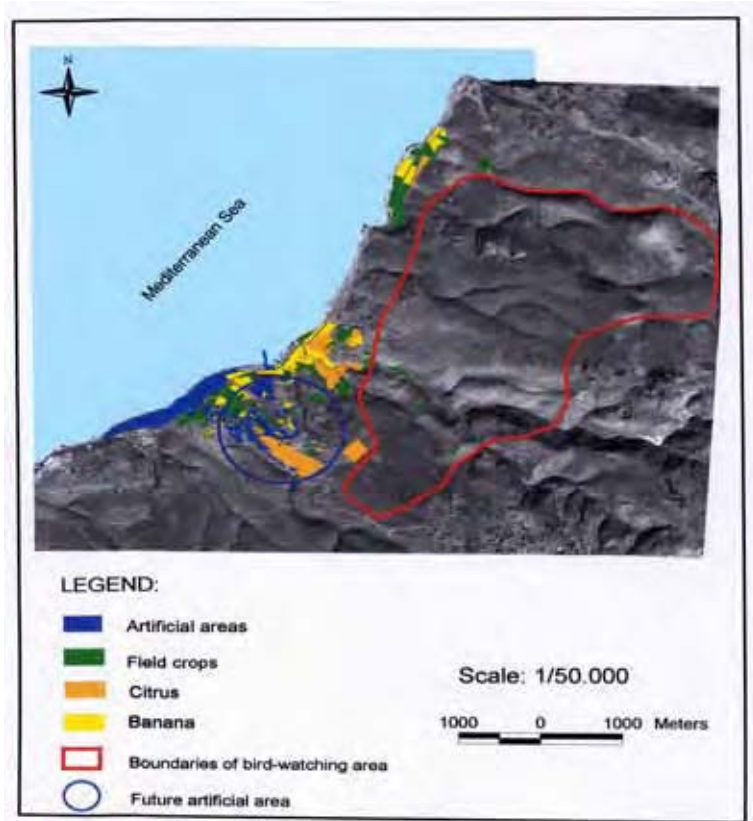 N
Mediterranean Sea
LEGEND:
Artificial areas
Field crops
Citrus
Banana
Boundaries of bird-watching area
Future artificial area
Scale: 1/50.000
1000 0 1000 Meters